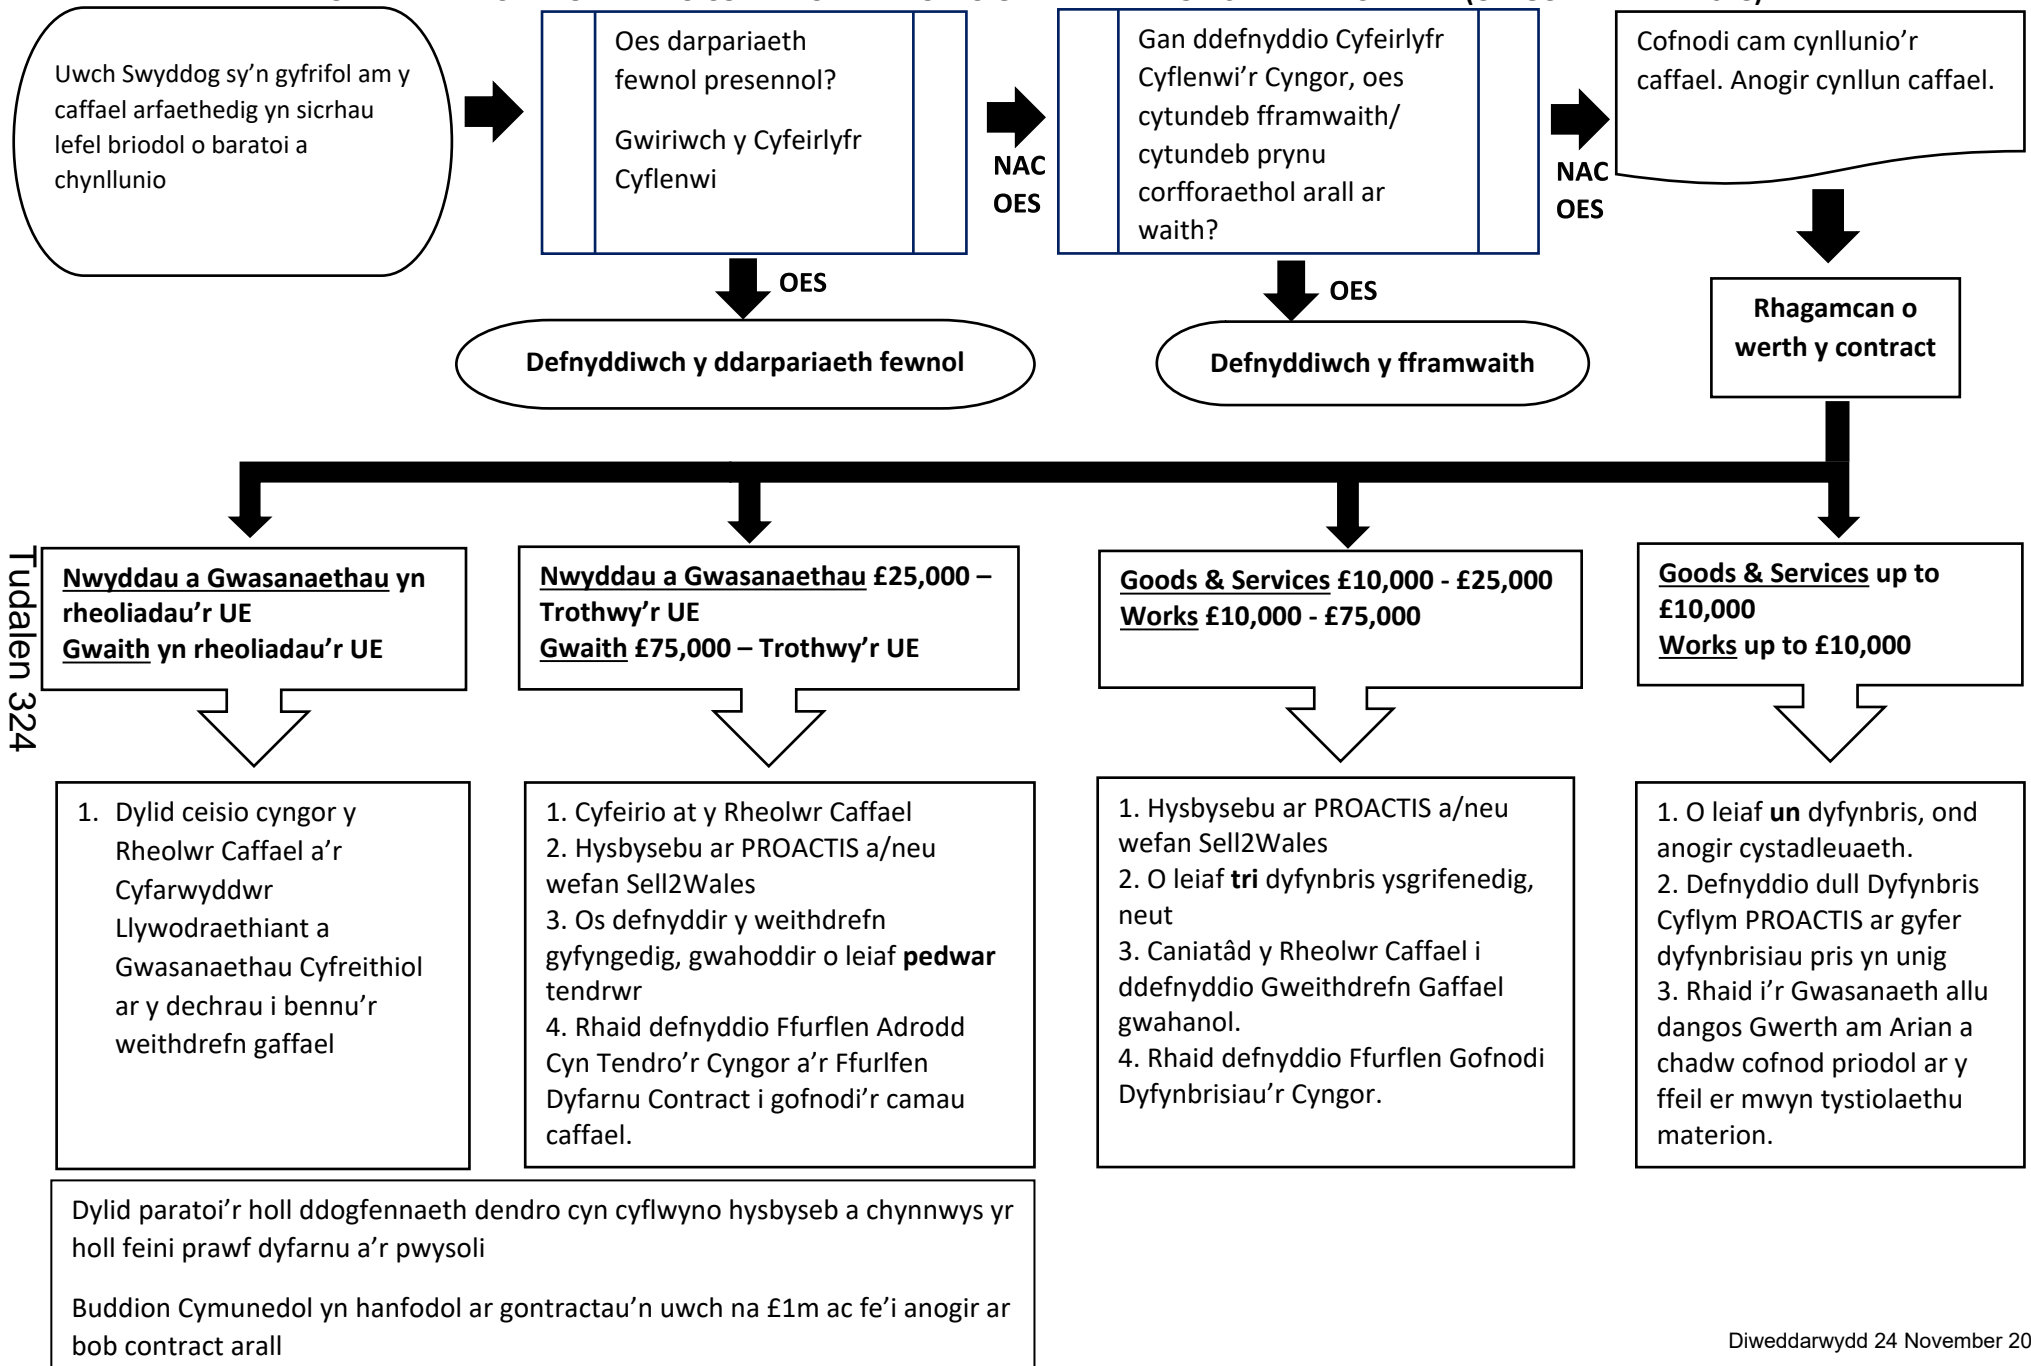 Uwch Swyddog sy'n gyfrifol am y
caffael arfaethedig yn sicrhau
lefel briodol o baratoi a
chynllunio
Oes darpariaeth
fewnol presennol?
Gwiriwch y Cyfeirlyfr
Cyflenwi
NAC
OES
Gan ddefnyddio Cyfeirlyfr
Cyflenwi'r Cyngor, oes
cytundeb fframwaith/
cytundeb prynu
corfforaethol arall ar
waith?
NAC
OES
Cofnodi cam cynllunio'r
caffael. Anogir cynllun caffael.
OES
OES
Defnyddiwch y ddarpariaeth fewnol
Defnyddiwch y fframwaith
Rhagamcan o
werth y contract
Tudalen 324
Nwyddau a Gwasanaethau yn
rheoliadau'r UE
Gwaith yn rheoliadau'r UE
Nwyddau a Gwasanaethau £25,000 –
Trothwy'r UE
Gwaith £75,000 – Trothwy'r UE
Goods & Services £10,000 - £25,000
Works £10,000 - £75,000
Goods & Services up to
£10,000
Works up to £10,000
1. Dylid ceisio cyngor y
Rheolwr Caffael a'r
Cyfarwyddwr
Llywodraethiant a
Gwasanaethau Cyfreithiol
ar y dechrau i bennu'r
weithdrefn gaffael
1. Cyfeirio at y Rheolwr Caffael
2. Hysbysebu ar PROACTIS a/neu
wefan Sell2Wales
3. Os defnyddir y weithdrefn
gyfyngedig, gwahoddir o leiaf pedwar
tendrwr
4. Rhaid defnyddio Ffurflen Adrodd
Cyn Tendro'r Cyngor a'r Ffurlfen
Dyfarnu Contract i gofnodi'r camau
caffael.
1. Hysbysebu ar PROACTIS a/neu
wefan Sell2Wales
2. O leiaf tri dyfynbris ysgrifenedig,
neut
3. Caniatâd y Rheolwr Caffael i
ddefnyddio Gweithdrefn Gaffael
gwahanol.
4. Rhaid defnyddio Ffurflen Gofnodi
Dyfynbrisiau'r Cyngor.
1. O leiaf un dyfynbris, ond
anogir cystadleuaeth.
2. Defnyddio dull Dyfynbris
Cyflym PROACTIS ar gyfer
dyfynbrisiau pris yn unig
3. Rhaid i'r Gwasanaeth allu
dangos Gwerth am Arian a
chadw cofnod priodol ar y
ffeil er mwyn tystiolaethu
materion.
Dylid paratoi'r holl ddogfennaeth dendro cyn cyflwyno hysbyseb a chynnwys yr
holl feini prawf dyfarnu a'r pwysoli
Buddion Cymunedol yn hanfodol ar gontractau'n uwch na £1m ac fe'i anogir ar
bob contract arall
Diweddarwydd 24 November 20